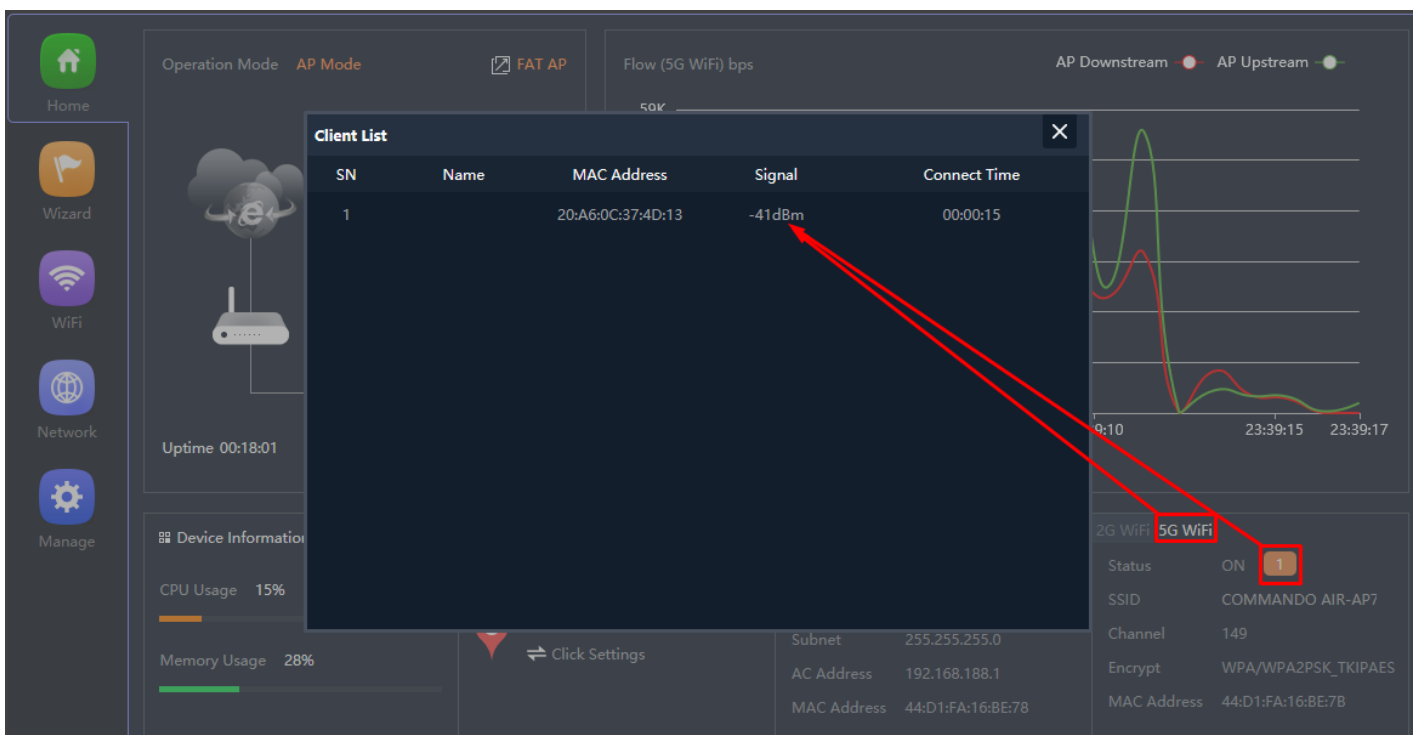 Operation Mode AP Mode FAT AP
Flow (5G WiFi) bps AP Downstream AP Upstream
59K
Home
Wizard
WiFi
Network
Manage
Client List
SN Name MAC Address Signal Connect Time
1 20:A6:0C:37:4D:13 -41dBm 00:00:15
9:10 23:39:15 23:39:17
Uptime 00:18:01
Device Information
CPU Usage 15%
Memory Usage 28%
Click Settings
Subnet 255.255.255.0
AC Address 192.168.188.1
MAC Address 44:D1:FA:16:BE:78
2G WiFi 5G WiFi
Status ON 1
SSID COMMANDO AIR-AP7
Channel 149
Encrypt WPA/WPA2PSK_TKIPAES
MAC Address 44:D1:FA:16:BE:7B